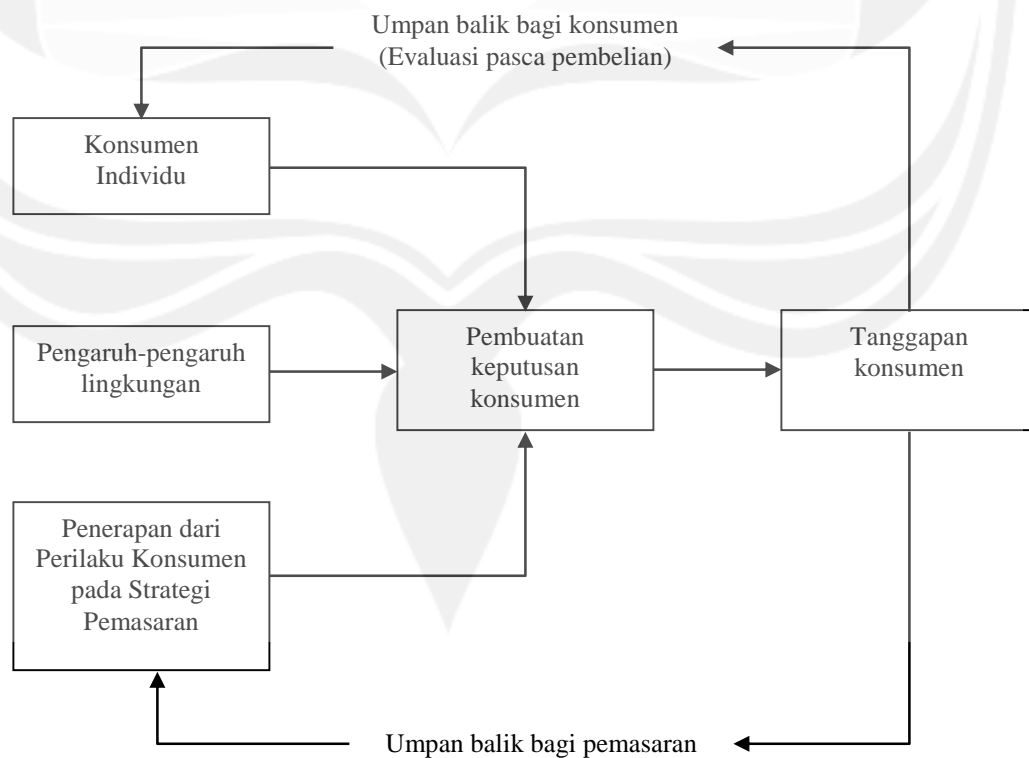 Umpan balik bagi konsumen
(Evaluasi pasca pembelian)
Konsumen
Individu
Pengaruh-pengaruh
lingkungan
Pembuatan
keputusan
konsumen
Tanggapan
konsumen
Penerapan dari
Perilaku Konsumen
pada Strategi
Pemasaran
Umpan balik bagi pemasaran